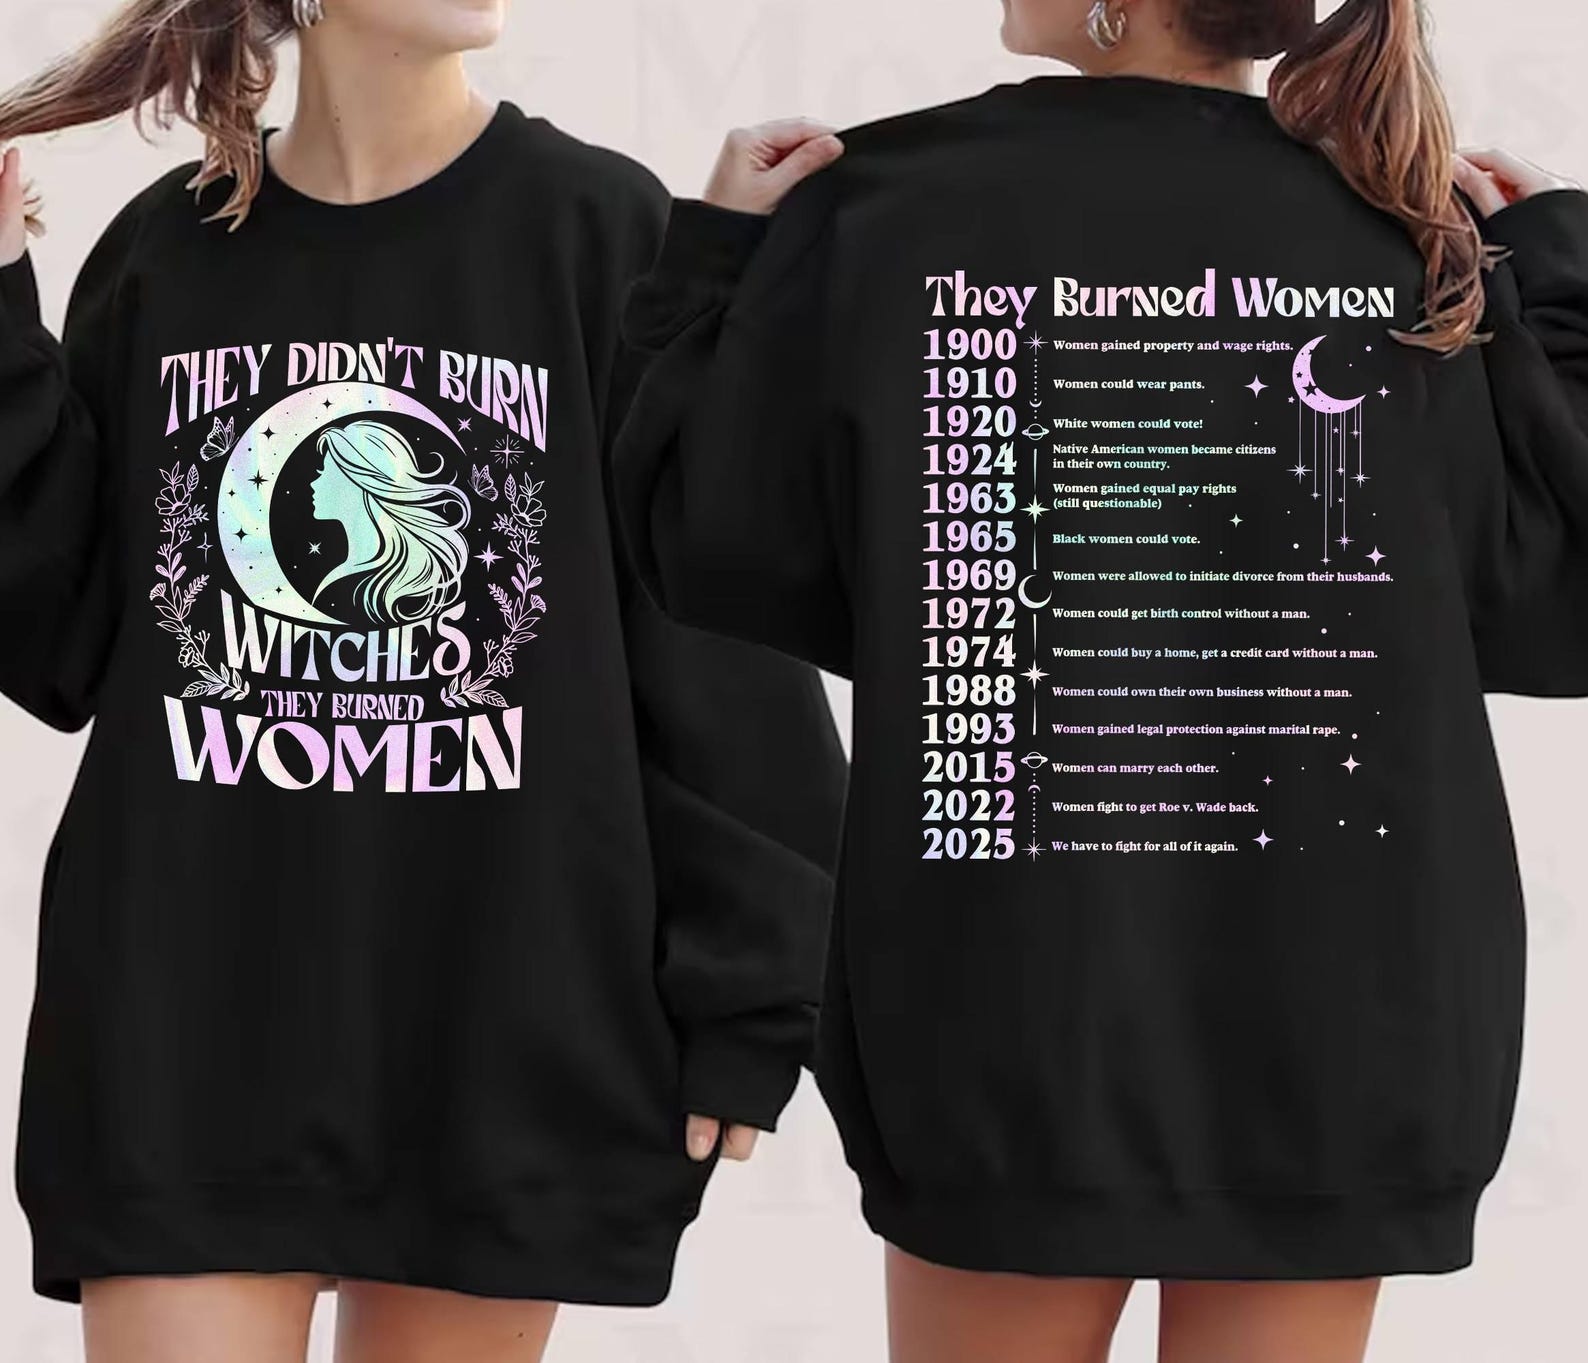 THEY DIDN'T BURN
WITCHES
THEY BURNED
WOMEN
They Burned Women
1900 Women gained property and wage rights.
1910 Women could wear pants.
1920 White women could vote!
1924 Native American women became citizens
in their own country.
1963 Women gained equal pay rights
(still questionable)
1965 Black women could vote.
1969 Women were allowed to initiate divorce from their husbands.
1972 Women could get birth control without a man.
1974 Women could buy a home, get a credit card without a man.
1988 Women could own their own business without a man.
1993 Women gained legal protection against marital rape.
2015 Women can marry each other.
2022 Women fight to get Roe v. Wade back.
2025 We have to fight for all of it again.